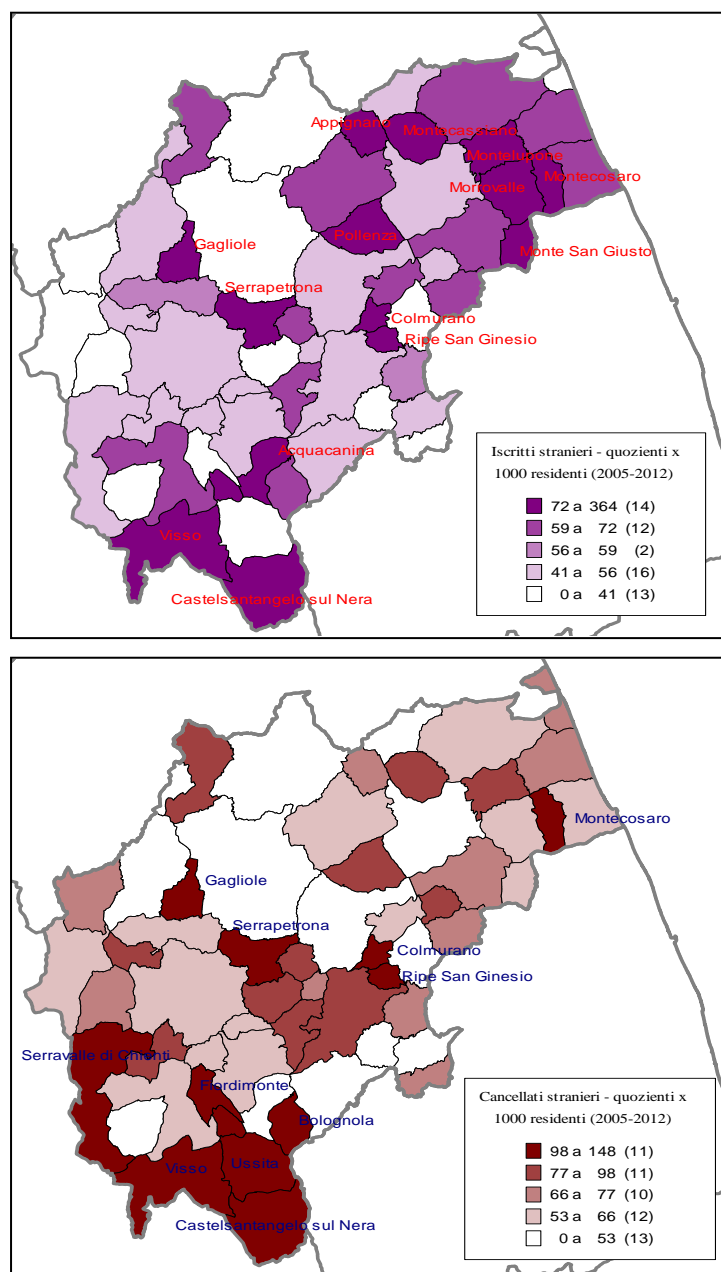 Appignano
Montecassiano
Montelupone
Montecosaro
Morrovalle
Pollenza
Gagliole
Monte San Giusto
Serrapetrona
Colmurano
Ripe San Ginesio
Acquacanina
Visso
Castelsantangelo sul Nera
Iscritti stranieri - quozienti x
1000 residenti (2005-2012)
72 a 364 (14)
59 a 72 (12)
56 a 59 (2)
41 a 56 (16)
0 a 41 (13)
Montecosaro
Gagliole
Serrapetrona
Colmurano
Ripe San Ginesio
Serravalle di Chienti
Fiordimonte
Bolognola
Visso
Ussita
Castelsantangelo sul Nera
Cancellati stranieri - quozienti x
1000 residenti (2005-2012)
98 a 148 (11)
77 a 98 (11)
66 a 77 (10)
53 a 66 (12)
0 a 53 (13)